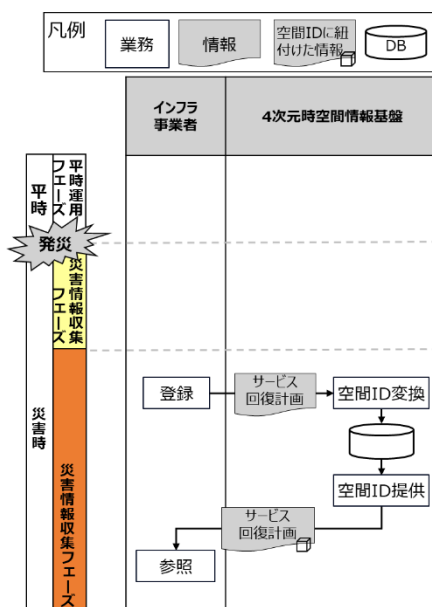 凡例
業務
情報
空間IDに紐
付けた情報
DB
インフラ
事業者
4次元時空間情報基盤
平時
平時運用
フェーズ
発災
災害情報収集
フェーズ
災害時
災害情報収集フェーズ
登録
サービス
回復計画
空間ID変換
空間ID提供
サービス
回復計画
参照